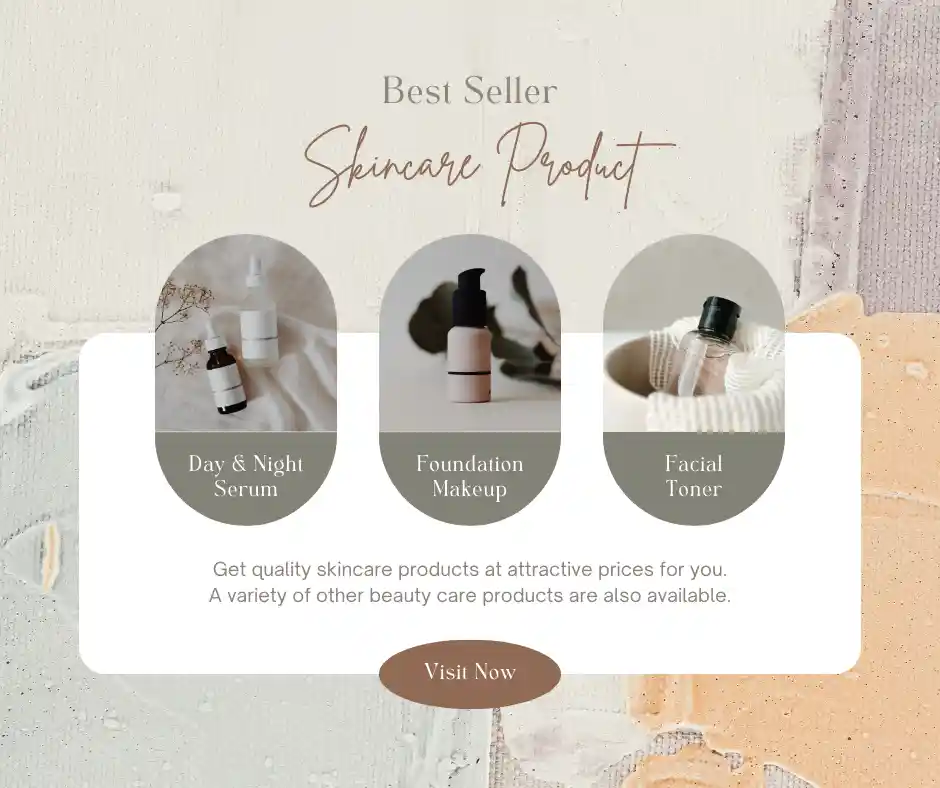 Best Seller
Skincare Product
Day & Night
Serum
Foundation
Makeup
Facial
Toner
Get quality skincare products at attractive prices for you.
A variety of other beauty care products are also available.
Visit Now